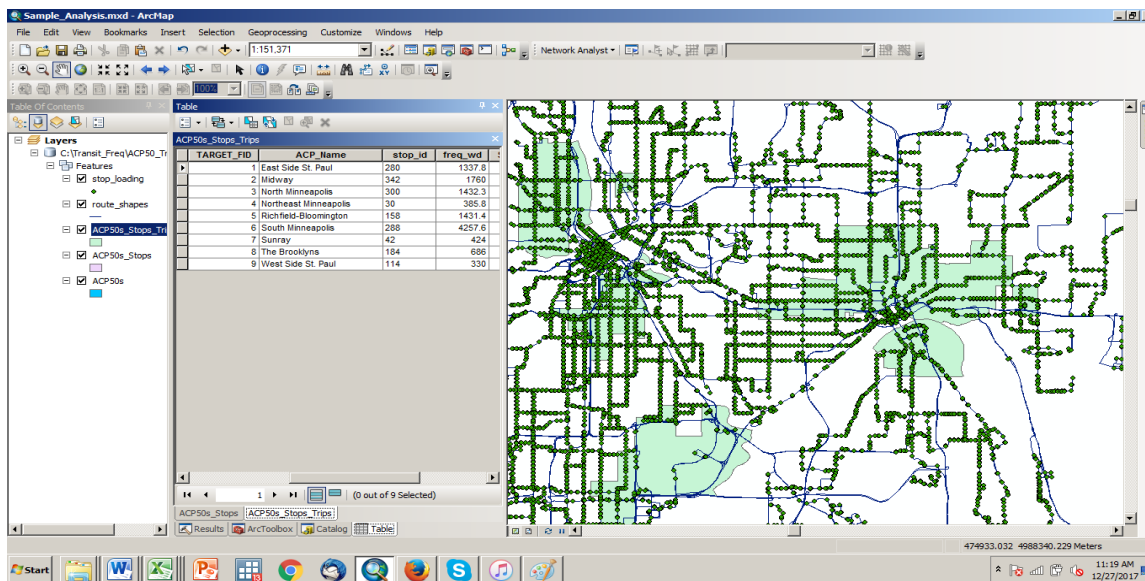 Sample_Analysis.mxd - ArcMap
File Edit View Bookmarks Insert Selection Geoprocessing Customize Windows Help
1:151,371 Network Analyst
100%
Table Of Contents
Layers
C:\Transit_Freq\ACP50_Tr
Features
stop_loading
route_shapes
ACP50s_Stops_Tri
ACP50s_Stops
ACP50s
Table
ACP50s_Stops_Trips
TARGET_FID ACP_Name stop_id freq_wd
1 East Side St. Paul 280 1337.8
2 Midway 342 1760
3 North Minneapolis 300 1432.3
4 Northeast Minneapolis 30 385.8
5 Richfield-Bloomington 158 1431.4
6 South Minneapolis 288 4257.6
7 Sunray 42 424
8 The Brooklyns 184 686
9 West Side St. Paul 114 330
1 (0 out of 9 Selected)
ACP50s_Stops ACP50s_Stops_Trips
Results ArcToolbox Catalog Table
474933.032 4988340.229 Meters
Start 11:19 AM
12/27/2017